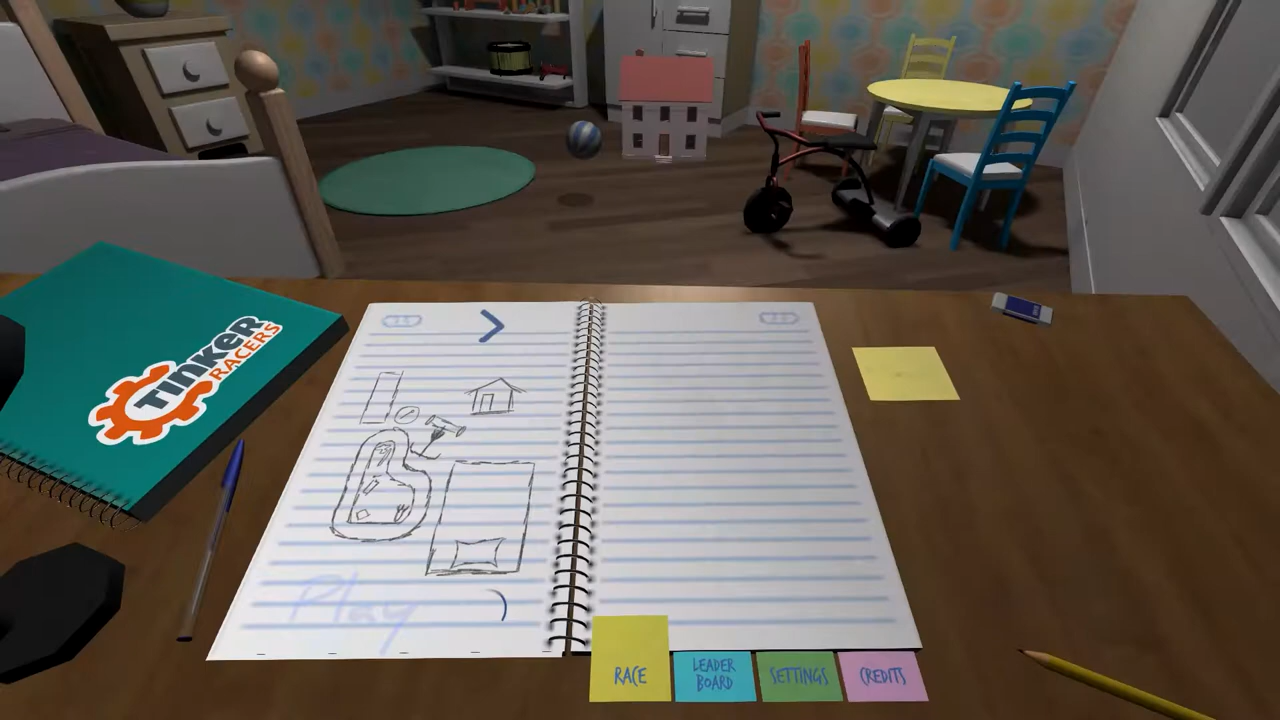 TINKER
RACERS
Play
RACE
LEADER
BOARD
SETTINGS
CREDITS